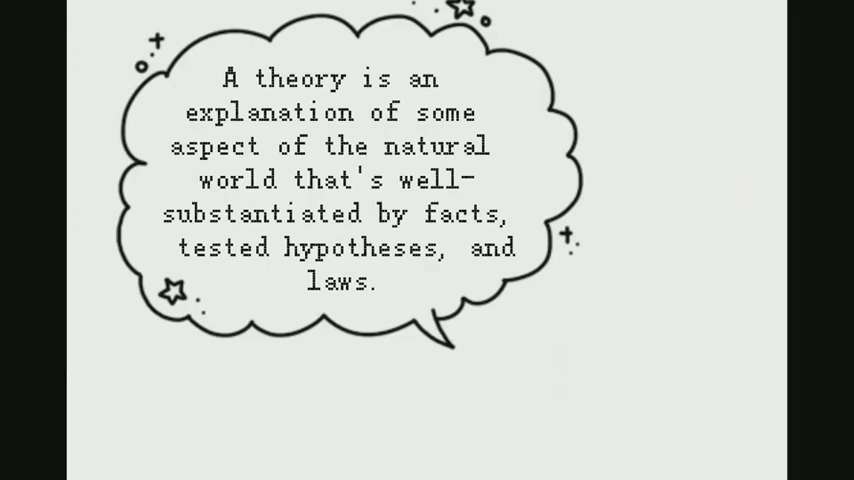 A theory is an
explanation of some
aspect of the natural
world that's well-
substantiated by facts,
tested hypotheses, and
laws.